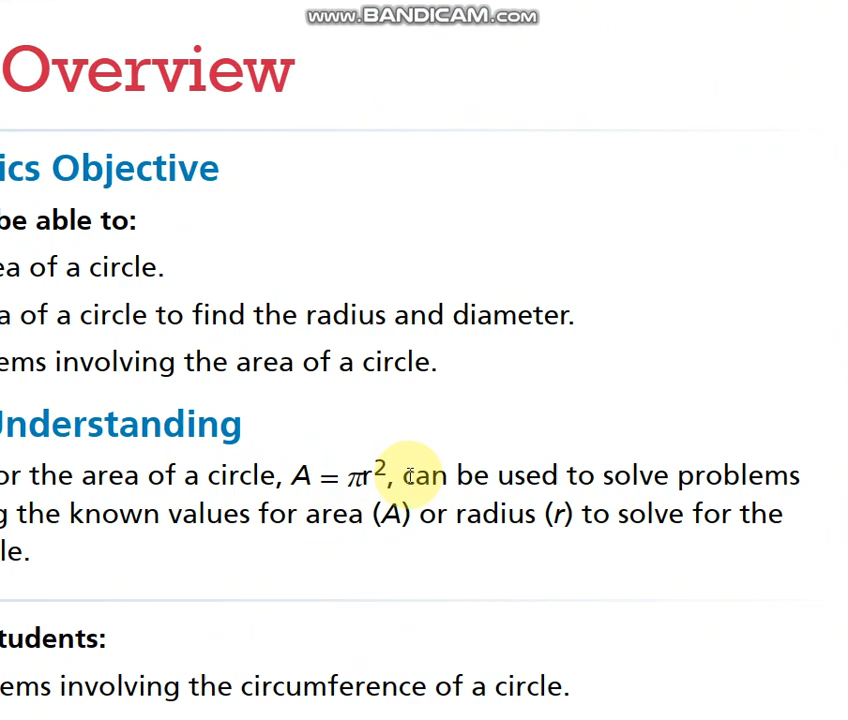 www.BANDICAM.com
Overview
ics Objective
be able to:
ea of a circle.
a of a circle to find the radius and diameter.
ems involving the area of a circle.
Understanding
or the area of a circle, A = πr², can be used to solve problems
g the known values for area (A) or radius (r) to solve for the
le.
tudents:
ems involving the circumference of a circle.